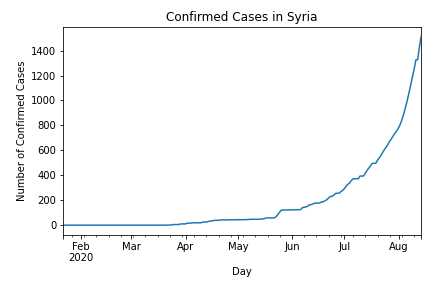 Confirmed Cases in Syria
Number of Confirmed Cases
1400
1200
1000
800
600
400
200
0
Feb Mar Apr May Jun Jul Aug
2020
Day